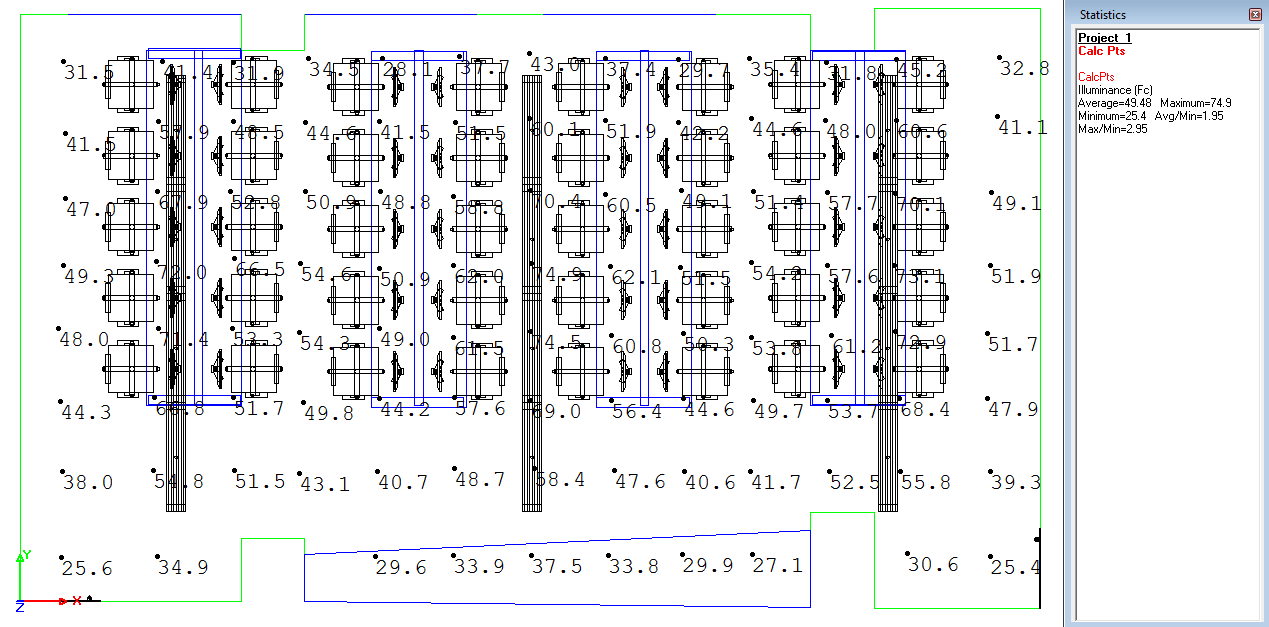 Statistics
Project_1
Calc Pts
CalcPts
Illuminance (Fc)
Average=49.48 Maximum=74.9
Minimum=25.4 Avg/Min=1.95
Max/Min=2.95
31.5 41.4 31.9 34.5 28.1 37.7 43.0 37.4 29.7 35.4 31.8 45.2 32.8
41.5 57.9 48.5 44.6 41.5 51.5 60.1 51.9 42.2 44.6 48.0 60.6 41.1
47.0 67.9 52.8 50.9 48.8 58.8 70.4 60.5 49.1 51.4 57.7 70.1 49.1
49.3 72.0 66.5 54.6 50.9 62.0 74.9 62.1 51.5 54.2 57.6 73.1 51.9
48.0 71.4 53.3 54.3 49.0 61.5 74.5 60.8 50.3 53.8 61.2 72.9 51.7
44.3 51.7 49.8 44.2 57.6 69.0 56.4 44.6 49.7 53.7 68.4 47.9
38.0 54.8 51.5 43.1 40.7 48.7 58.4 47.6 40.6 41.7 52.5 55.8 39.3
25.6 34.9 29.6 33.9 37.5 33.8 29.9 27.1 30.6 25.4
Y
X
Z